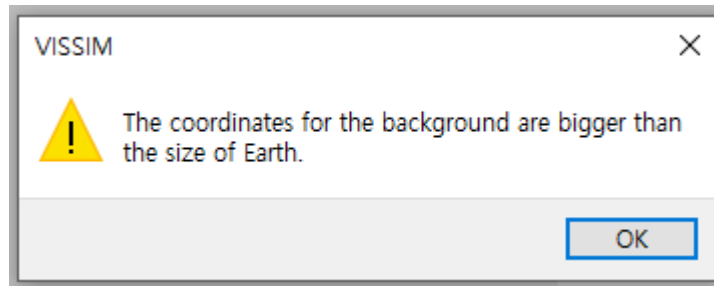 VISSIM
The coordinates for the background are bigger than
the size of Earth.
OK